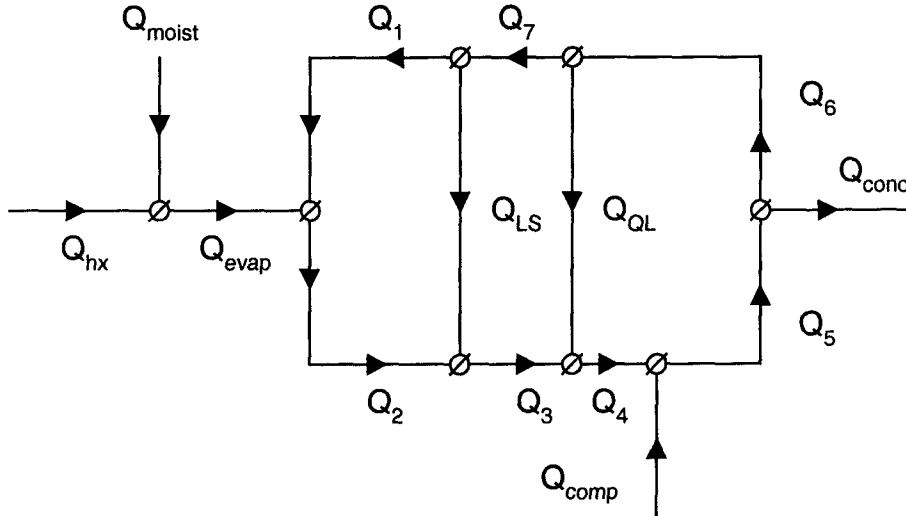 Q1 Q7
Qmoist
Q6
Qcond
QLS QQL
Qhx Qevap
Q5
Q2 Q3 Q4
Qcomp